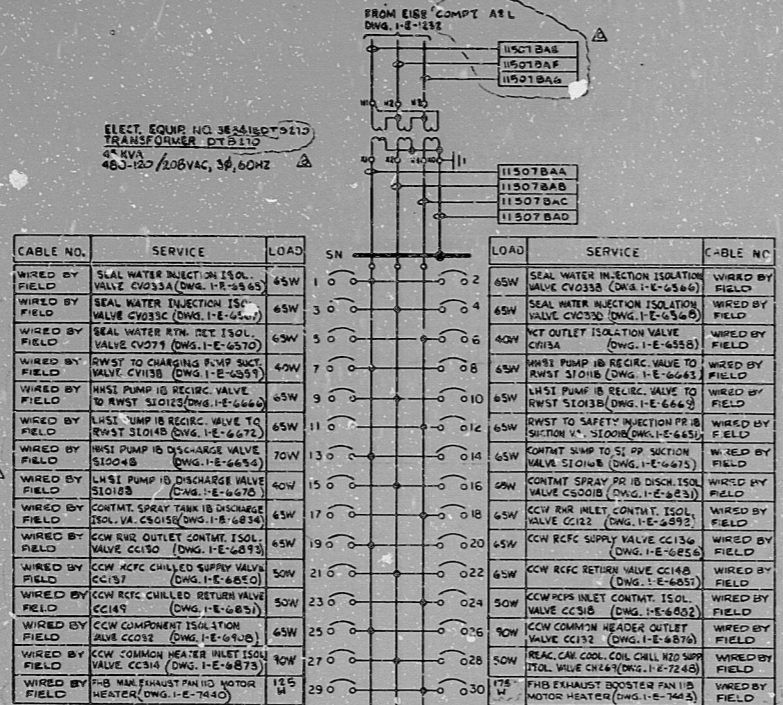 FROM E1B8 COMPT A2L
DWG. 1-E-1232
11507BAE
11507BAF
11507BAG
H1 H2 H3
ELECT. EQUIP. NO.
TRANSFORMER DTB210
45 KVA
480-120/208VAC, 3Ø, 60HZ
11507BAA
11507BAB
11507BAC
11507BAD
CABLE NO. SERVICE LOAD SN LOAD SERVICE CABLE NO
WIRED BY SEAL WATER INJECTION ISOL. 65W 1 2 65W SEAL WATER INJECTION ISOLATION WIRED BY
FIELD VALVE CV033A (DWG. 1-E-6565) VALVE CV033B (DWG. 1-E-6566) FIELD
WIRED BY SEAL WATER INJECTION 65W 3 4 65W SEAL WATER INJECTION ISOLATION WIRED BY
FIELD VALVE CV033C VALVE CV033D (DWG. 1-E-6568) FIELD
WIRED BY SEAL WATER RTN. ISOL. 65W 5 6 40W VCT OUTLET ISOLATION VALVE WIRED BY
FIELD VALVE CV079 (DWG. 1-E-6570) CV113A (DWG. 1-E-6558) FIELD
WIRED BY RWST TO CHARGING PUMP SUCT. 40W 7 8 65W HHSI PUMP 1B RECIRC. VALVE TO WIRED BY
FIELD VALVE CV113B (DWG. 1-E-6559) RWST SI011B (DWG. 1-E-6663) FIELD
WIRED BY HHSI PUMP 1B RECIRC. VALVE 65W 9 10 65W LHSI PUMP 1B RECIRC. VALVE TO WIRED BY
FIELD TO RWST SI012B (DWG. 1-E-6666) RWST SI013B (DWG. 1-E-6669) FIELD
WIRED BY LHSI PUMP 1B RECIRC. VALVE TO 65W 11 12 65W RWST TO SAFETY INJECTION PP. 1B WIRED BY
FIELD RWST SI014B (DWG. 1-E-6672) SUCTION V. SI001B (DWG. 1-E-6651) FIELD
WIRED BY HHSI PUMP 1B DISCHARGE VALVE 70W 13 14 65W CONTMT SUMP TO SI PP. SUCTION WIRED BY
FIELD SI004B (DWG. 1-E-6654) VALVE SI016B (DWG. 1-E-6675) FIELD
WIRED BY LHSI PUMP 1B DISCHARGE VALVE 40W 15 16 CONTMT SPRAY PP. 1B DISCH. ISOL WIRED BY
FIELD SI018B (DWG. 1-E-6678) VALVE CS001B (DWG. 1-E-6831) FIELD
WIRED BY CONTMT. SPRAY TANK 1B DISCHARGE 65W 17 18 65W CCW RHR INLET CONTMT. ISOL. WIRED BY
FIELD ISOL. VA. CS015B (DWG. 1-E-6834) VALVE CC122 (DWG. 1-E-6892) FIELD
WIRED BY CCW RHR OUTLET CONTMT. ISOL. 65W 19 20 65W CCW RCFC SUPPLY VALVE CC136 WIRED BY
FIELD VALVE CC130 (DWG. 1-E-6893) (DWG. 1-E-6856) FIELD
WIRED BY CCW RCFC CHILLED SUPPLY VALVE 50W 21 22 65W CCW RCFC RETURN VALVE CC148 WIRED BY
FIELD CC137 (DWG. 1-E-6850) (DWG. 1-E-6857) FIELD
WIRED BY CCW RCFC CHILLED RETURN VALVE 50W 23 24 50W CCW RCPS INLET CONTMT. ISOL. WIRED BY
FIELD CC149 (DWG. 1-E-6851) VALVE CC318 (DWG. 1-E-6882) FIELD
WIRED BY CCW COMPONENT ISOLATION 65W 25 26 90W CCW COMMON HEADER OUTLET WIRED BY
FIELD VALVE CC032 (DWG. 1-E-6908) VALVE CC132 (DWG. 1-E-6876) FIELD
WIRED BY CCW COMMON HEATER INLET ISOL 90W 27 28 50W REAC. CAV. COOL. COIL CHILL H2O SUPP WIRED BY
FIELD VALVE CC314 (DWG. 1-E-6873) ISOL. VALVE CH269 (DWG. 1-E-7248) FIELD
WIRED BY FHB MAIN EXHAUST FAN 11B MOTOR 125 W 29 30 175 W FHB EXHAUST BOOSTER FAN 11B WIRED BY
FIELD HEATER (DWG. 1-E-7440) MOTOR HEATER (DWG. 1-E-7443) FIELD